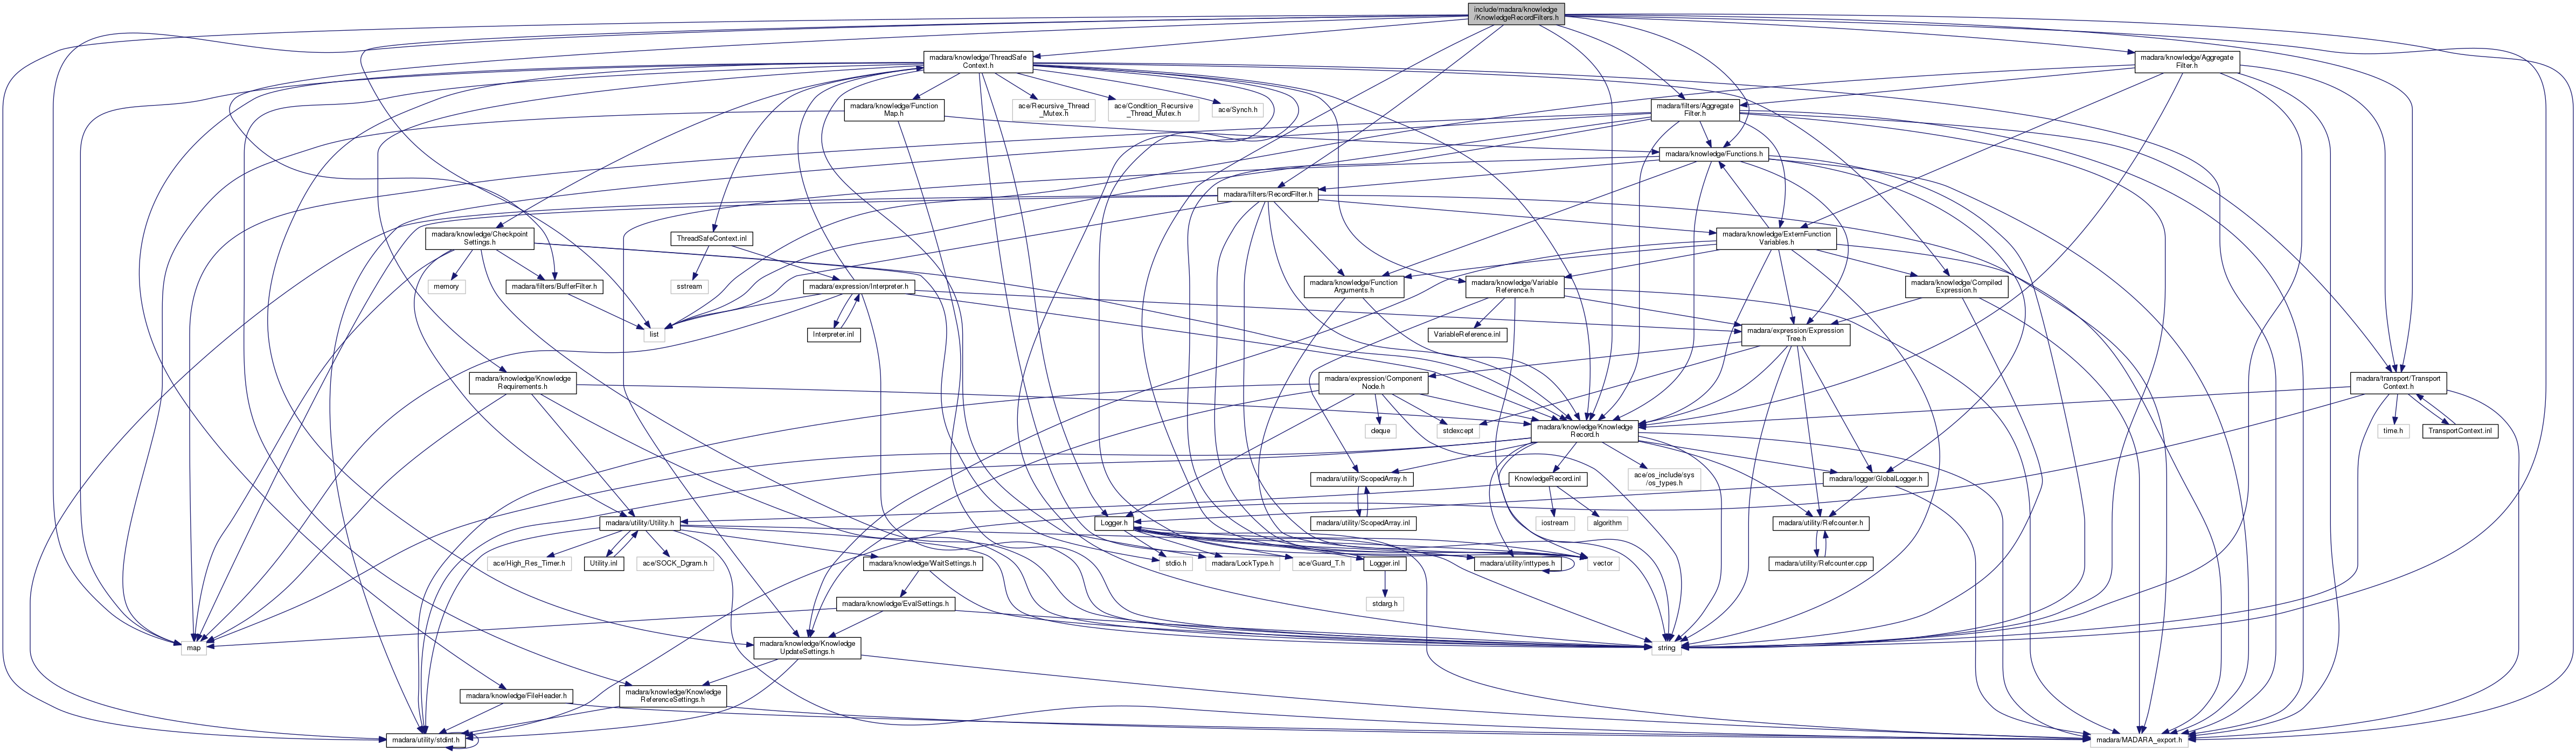 include/madara/knowledge
/KnowledgeRecordFilters.h
madara/knowledge/ThreadSafe
Context.h
madara/knowledge/Aggregate
Filter.h
madara/knowledge/Function
Map.h
ace/Recursive_Thread
_Mutex.h
ace/Condition_Recursive
_Thread_Mutex.h
ace/Synch.h
madara/filters/Aggregate
Filter.h
madara/knowledge/Functions.h
madara/filters/RecordFilter.h
madara/knowledge/Checkpoint
Settings.h
ThreadSafeContext.inl
madara/knowledge/ExternFunction
Variables.h
memory
madara/filters/BufferFilter.h
sstream
madara/expression/Interpreter.h
madara/knowledge/Function
Arguments.h
madara/knowledge/Variable
Reference.h
madara/knowledge/Compiled
Expression.h
list
Interpreter.inl
VariableReference.inl
madara/expression/Expression
Tree.h
madara/knowledge/Knowledge
Requirements.h
madara/expression/Component
Node.h
madara/transport/Transport
Context.h
deque
stdexcept
madara/knowledge/Knowledge
Record.h
time.h
TransportContext.inl
madara/utility/ScopedArray.h
KnowledgeRecord.inl
ace/os_include/sys
/os_types.h
madara/logger/GlobalLogger.h
madara/utility/Utility.h
Logger.h
madara/utility/ScopedArray.inl
iostream
algorithm
madara/utility/Refcounter.h
ace/High_Res_Timer.h
Utility.inl
ace/SOCK_Dgram.h
madara/knowledge/WaitSettings.h
stdio.h
madara/LockType.h
ace/Guard_T.h
Logger.inl
madara/utility/inttypes.h
vector
madara/utility/Refcounter.cpp
madara/knowledge/EvalSettings.h
stdarg.h
map
madara/knowledge/Knowledge
UpdateSettings.h
string
madara/knowledge/FileHeader.h
madara/knowledge/Knowledge
ReferenceSettings.h
madara/utility/stdint.h
madara/MADARA_export.h